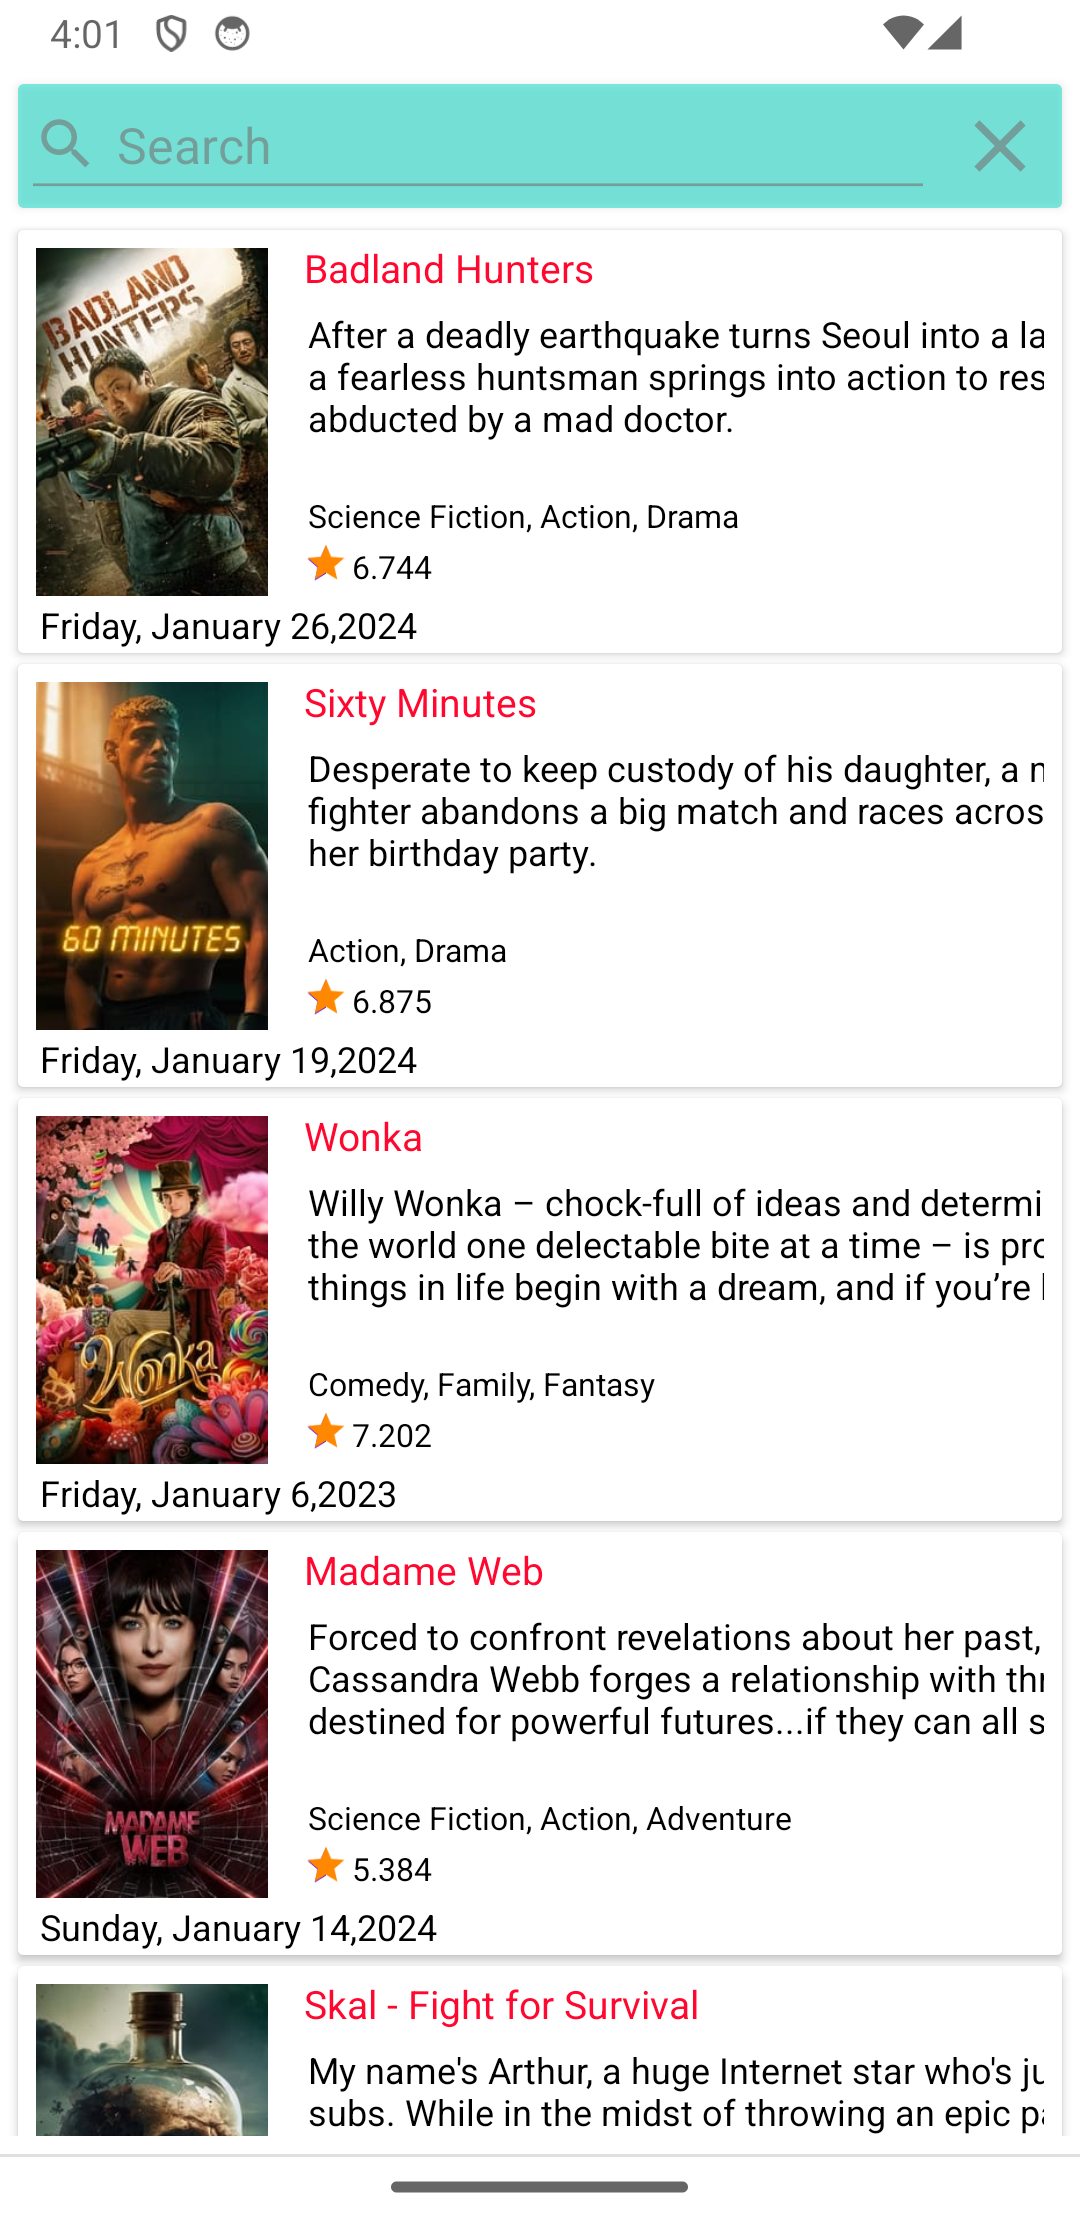 4:01
Search
BADLAND HUNTERS
Badland Hunters
After a deadly earthquake turns Seoul into a la
a fearless huntsman springs into action to res
abducted by a mad doctor.
Science Fiction, Action, Drama
6.744
Friday, January 26,2024
60 MINUTES
Sixty Minutes
Desperate to keep custody of his daughter, a
fighter abandons a big match and races acros
her birthday party.
Action, Drama
6.875
Friday, January 19,2024
Wonka
Wonka
Willy Wonka – chock-full of ideas and determi
the world one delectable bite at a time – is pro
things in life begin with a dream, and if you’re
Comedy, Family, Fantasy
7.202
Friday, January 6,2023
MADAME WEB
Madame Web
Forced to confront revelations about her past,
Cassandra Webb forges a relationship with thr
destined for powerful futures...if they can all s
Science Fiction, Action, Adventure
5.384
Sunday, January 14,2024
Skal - Fight for Survival
My name's Arthur, a huge Internet star who's ju
subs. While in the midst of throwing an epic pa